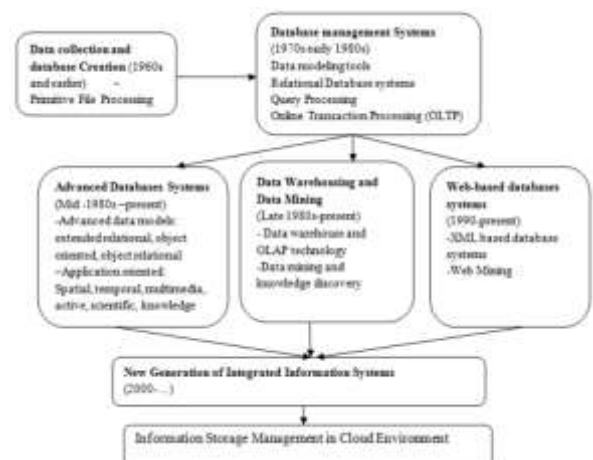 Data collection and
database Creation (1960s
and earlier) –
Primitive File Processing
Database management Systems
(1970s early 1980s)
Data modeling tools
Relational Database systems
Query Processing
Online Transaction Processing (OLTP)
Advanced Databases Systems
(Mid -1980s –present)
-Advanced data models:
extended relational, object
oriented, object relational
–Application oriented:
Spatial, temporal, multimedia,
active, scientific, knowledge
Data Warehousing and
Data Mining
(Late 1980s-present)
- Data warehouse and
OLAP technology
-Data mining and
knowledge discovery
Web-based databases
systems
(1990-present)
-XML based database
systems
-Web Mining
New Generation of Integrated Information Systems
(2000-...)
Information Storage Management in Cloud Environment